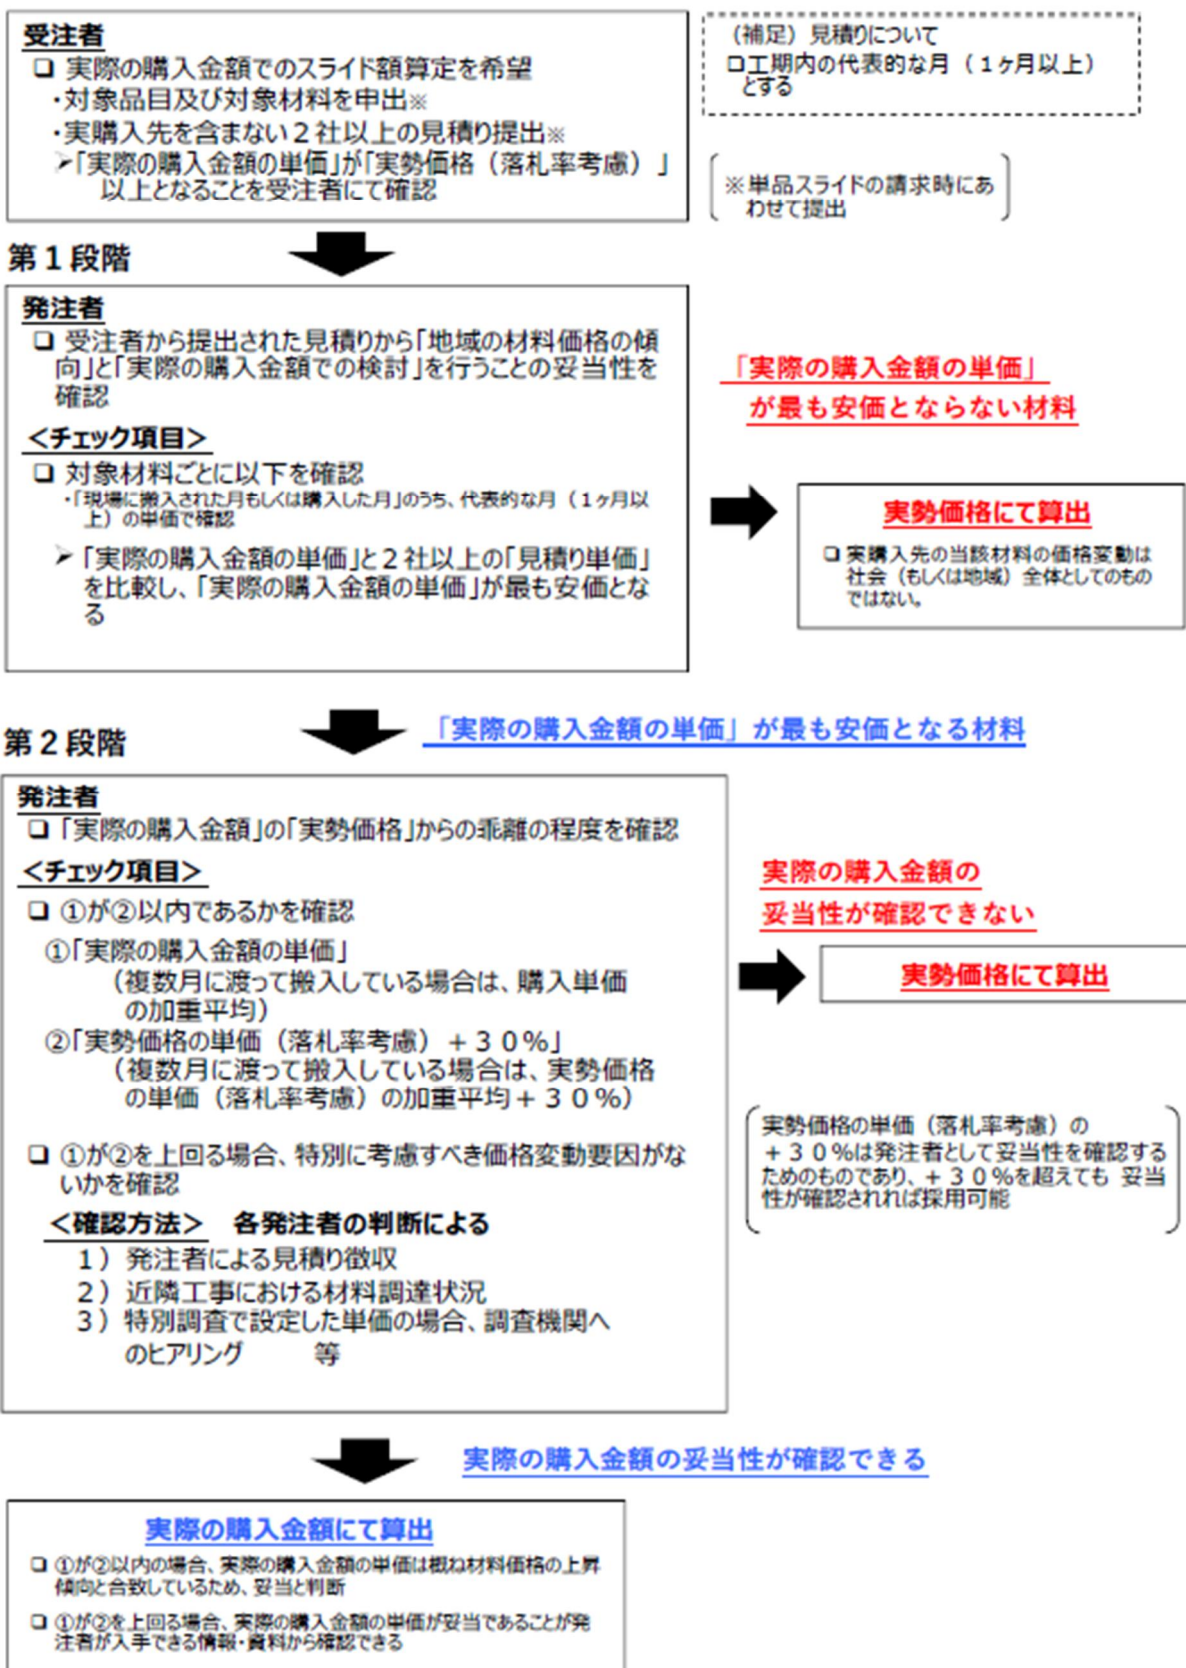 受注者
❑ 実際の購入金額でのスライド額算定を希望
・対象品目及び対象材料を申出※
・実購入先を含まない２社以上の見積り提出※
➢「実際の購入金額の単価」が「実勢価格（落札率考慮）」
以上となることを受注者にて確認
（補足）見積りについて
❑工期内の代表的な月（１ヶ月以上）
とする
※単品スライドの請求時にあ
わせて提出
第１段階
発注者
❑ 受注者から提出された見積りから「地域の材料価格の傾
向」と「実際の購入金額での検討」を行うことの妥当性を
確認
＜チェック項目＞
❑ 対象材料ごとに以下を確認
・「現場に搬入された月もしくは購入した月」のうち、代表的な月（１ヶ月以
上）の単価で確認
➢「実際の購入金額の単価」と２社以上の「見積り単価」
を比較し、「実際の購入金額の単価」が最も安価とな
る
「実際の購入金額の単価」
が最も安価とならない材料
実勢価格にて算出
❑ 実購入先の当該材料の価格変動は
社会（もしくは地域）全体としてのもの
ではない。
第２段階
「実際の購入金額の単価」が最も安価となる材料
発注者
❑「実際の購入金額」の「実勢価格」からの乖離の程度を確認
＜チェック項目＞
❑ ①が②以内であるかを確認
①「実際の購入金額の単価」
（複数月に渡って搬入している場合は、購入単価
の加重平均）
②「実勢価格の単価（落札率考慮）＋３０％」
（複数月に渡って搬入している場合は、実勢価格
の単価（落札率考慮）の加重平均＋３０％）
❑ ①が②を上回る場合、特別に考慮すべき価格変動要因がな
いかを確認
＜確認方法＞ 各発注者の判断による
１）発注者による見積り徴収
２）近隣工事における材料調達状況
３）特別調査で設定した単価の場合、調査機関へ
のヒアリング 等
実際の購入金額の
妥当性が確認できない
実勢価格にて算出
実勢価格の単価（落札率考慮）の
＋３０％は発注者として妥当性を確認する
ためのものであり、＋３０％を超えても 妥当
性が確認されれば採用可能
実際の購入金額の妥当性が確認できる
実際の購入金額にて算出
❑ ①が②以内の場合、実際の購入金額の単価は概ね材料価格の上昇
傾向と合致しているため、妥当と判断
❑ ①が②を上回る場合、実際の購入金額の単価が妥当であることが発
注者が入手できる情報・資料から確認できる